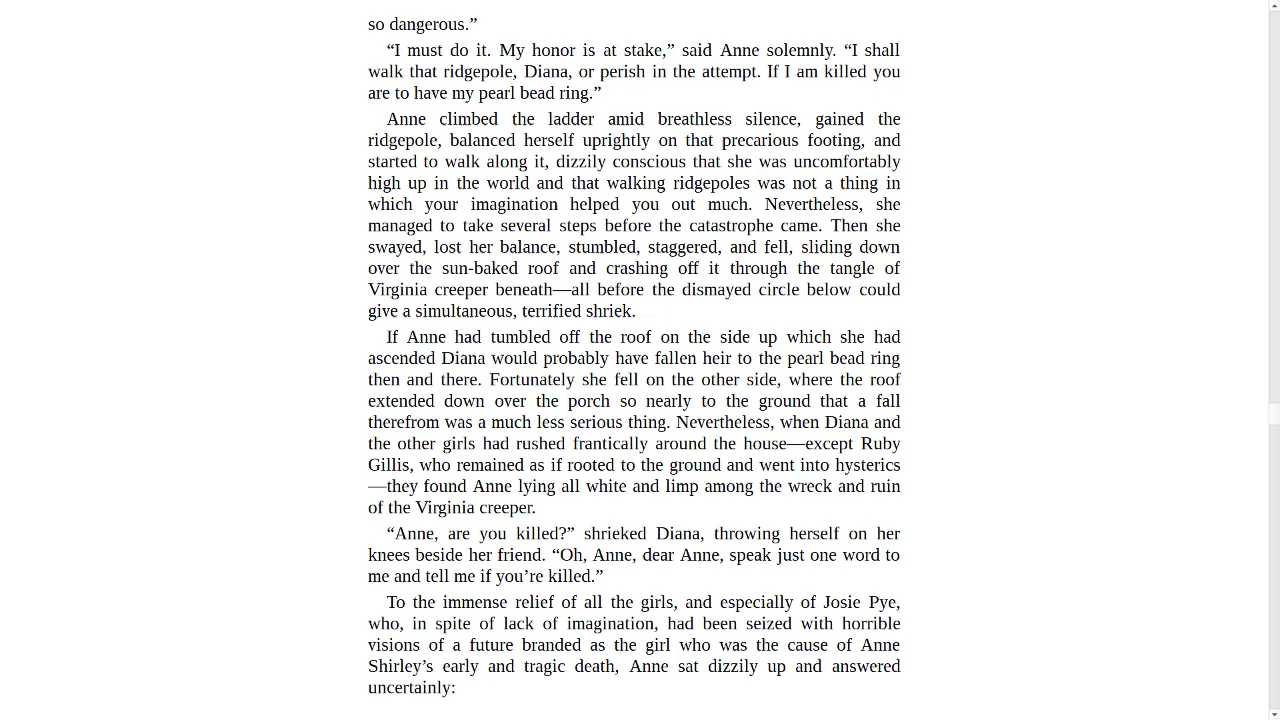 so dangerous.”
“I must do it. My honor is at stake,” said Anne solemnly. “I shall
walk that ridgepole, Diana, or perish in the attempt. If I am killed you
are to have my pearl bead ring.”
Anne climbed the ladder amid breathless silence, gained the
ridgepole, balanced herself uprightly on that precarious footing, and
started to walk along it, dizzily conscious that she was uncomfortably
high up in the world and that walking ridgepoles was not a thing in
which your imagination helped you out much. Nevertheless, she
managed to take several steps before the catastrophe came. Then she
swayed, lost her balance, stumbled, staggered, and fell, sliding down
over the sun-baked roof and crashing off it through the tangle of
Virginia creeper beneath—all before the dismayed circle below could
give a simultaneous, terrified shriek.
If Anne had tumbled off the roof on the side up which she had
ascended Diana would probably have fallen heir to the pearl bead ring
then and there. Fortunately she fell on the other side, where the roof
extended down over the porch so nearly to the ground that a fall
therefrom was a much less serious thing. Nevertheless, when Diana and
the other girls had rushed frantically around the house—except Ruby
Gillis, who remained as if rooted to the ground and went into hysterics
—they found Anne lying all white and limp among the wreck and ruin
of the Virginia creeper.
“Anne, are you killed?” shrieked Diana, throwing herself on her
knees beside her friend. “Oh, Anne, dear Anne, speak just one word to
me and tell me if you’re killed.”
To the immense relief of all the girls, and especially of Josie Pye,
who, in spite of lack of imagination, had been seized with horrible
visions of a future branded as the girl who was the cause of Anne
Shirley’s early and tragic death, Anne sat dizzily up and answered
uncertainly: